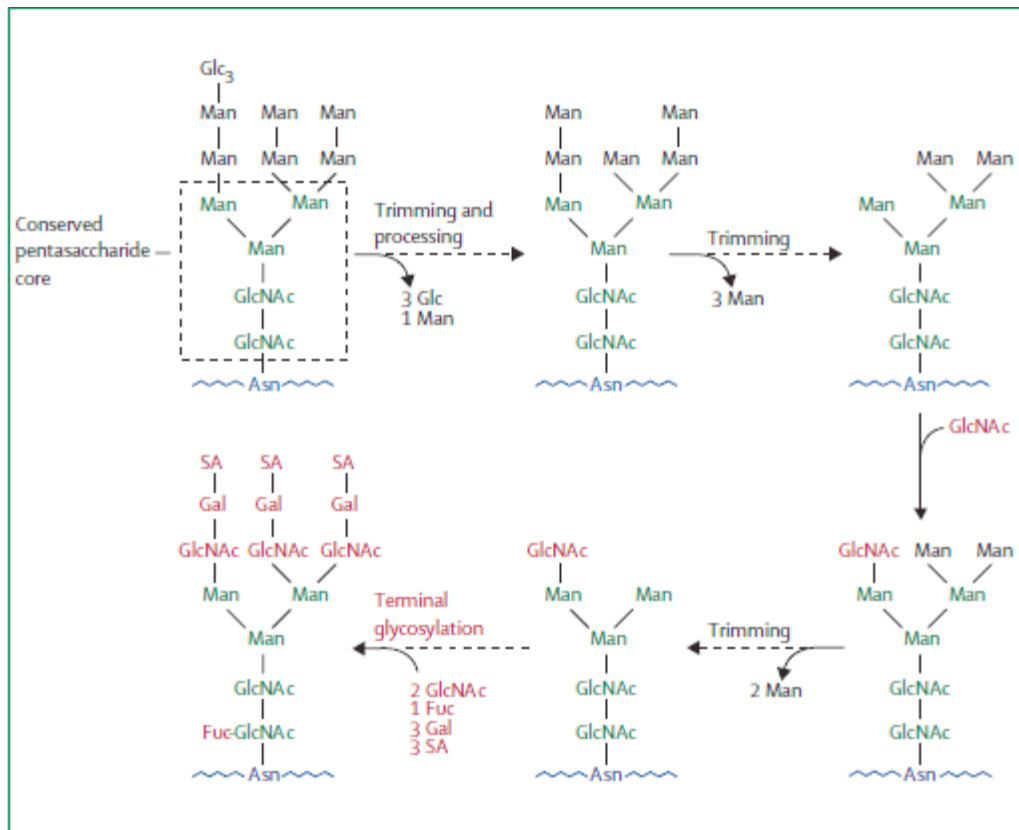 Glc3
Man Man Man
Man Man Man
Man Man
Conserved
pentasaccharide
core
Man
GlcNAc
GlcNAc
Asn
Trimming and
processing
3 Glc
1 Man
Man Man
Man Man Man
Man Man
Man
GlcNAc
GlcNAc
Asn
Trimming
3 Man
Man Man
Man Man
Man
GlcNAc
GlcNAc
Asn
GlcNAc
GlcNAc Man Man
Man Man
Man
GlcNAc
GlcNAc
Asn
Trimming
2 Man
GlcNAc
Man Man
Man
GlcNAc
GlcNAc
Asn
Terminal
glycosylation
2 GlcNAc
1 Fuc
3 Gal
3 SA
SA SA SA
Gal Gal Gal
GlcNAc GlcNAc GlcNAc
Man Man
Man
GlcNAc
Fuc-GlcNAc
Asn